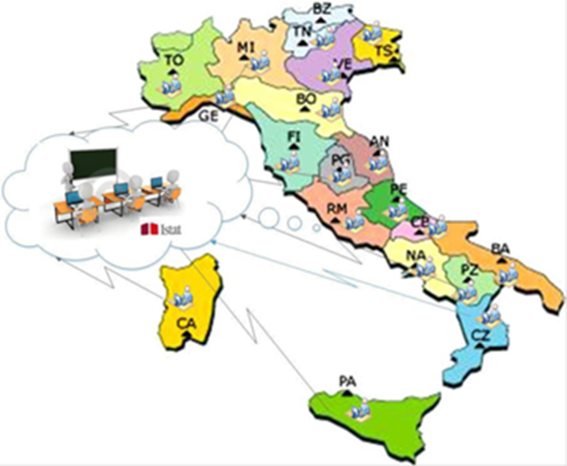 BZ
TN
MI
TS
TO
VE
BO
GE
FI
AN
PG
PE
RM
CB
Istat
BA
NA
PZ
CA
CZ
PA